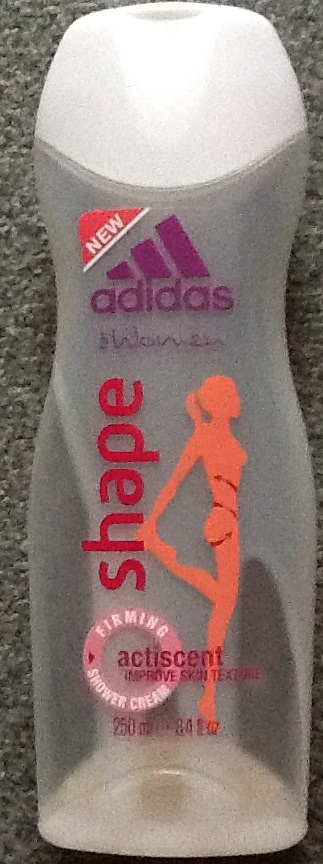 NEW
adidas
Women
shape
FIRMING
SHOWER CREAM
actiscent
IMPROVE SKIN TEXTURE
250 ml 8.4 fl oz